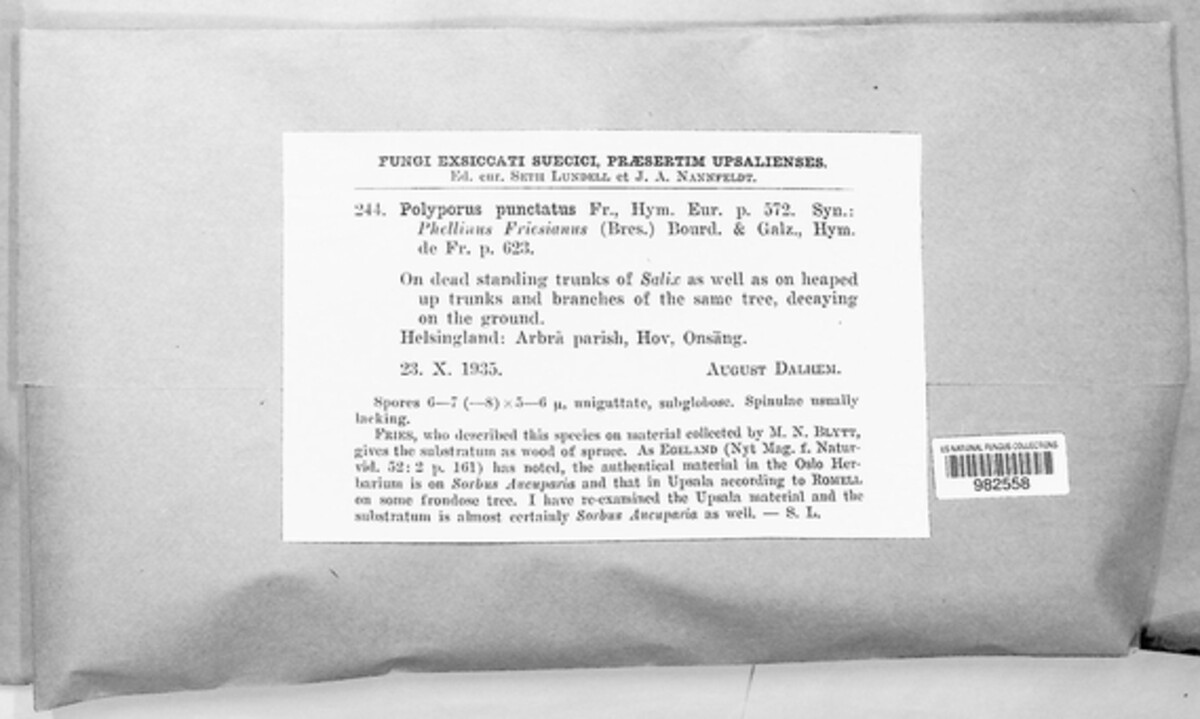 FUNGI EXSICCATI SUECICI, PRÆSERTIM UPSALIENSES.
Ed. cur. SETH LUNDELL et J. A. NANNFELDT.
244. Polyporus punctatus Fr., Hym. Eur. p. 572. Syn.:
Phellinus Friesianus (Bres.) Bourd. & Galz., Hym.
de Fr. p. 623.
On dead standing trunks of Salix as well as on heaped
up trunks and branches of the same tree, decaying
on the ground.
Helsingland: Arbrå parish, Hov, Onsäng.
23. X. 1935. AUGUST DALHEM.
Spores 6—7 (—8) × 5—6 μ, uniguttate, subglobose. Spinulae usually
lacking.
FRIES, who described this species on material collected by M. N. BLYTT,
gives the substratum as wood of spruce. As EGELAND (Nyt Mag. f. Natur-
vid. 52: 2 p. 161) has noted, the authentical material in the Oslo Her-
barium is on Sorbus Aucuparia and that in Upsala according to ROMELL
on some frondose tree. I have re-examined the Upsala material and the
substratum is almost certainly Sorbus Aucuparia as well. — S. L.
US NATIONAL FUNGUS COLLECTIONS
982558